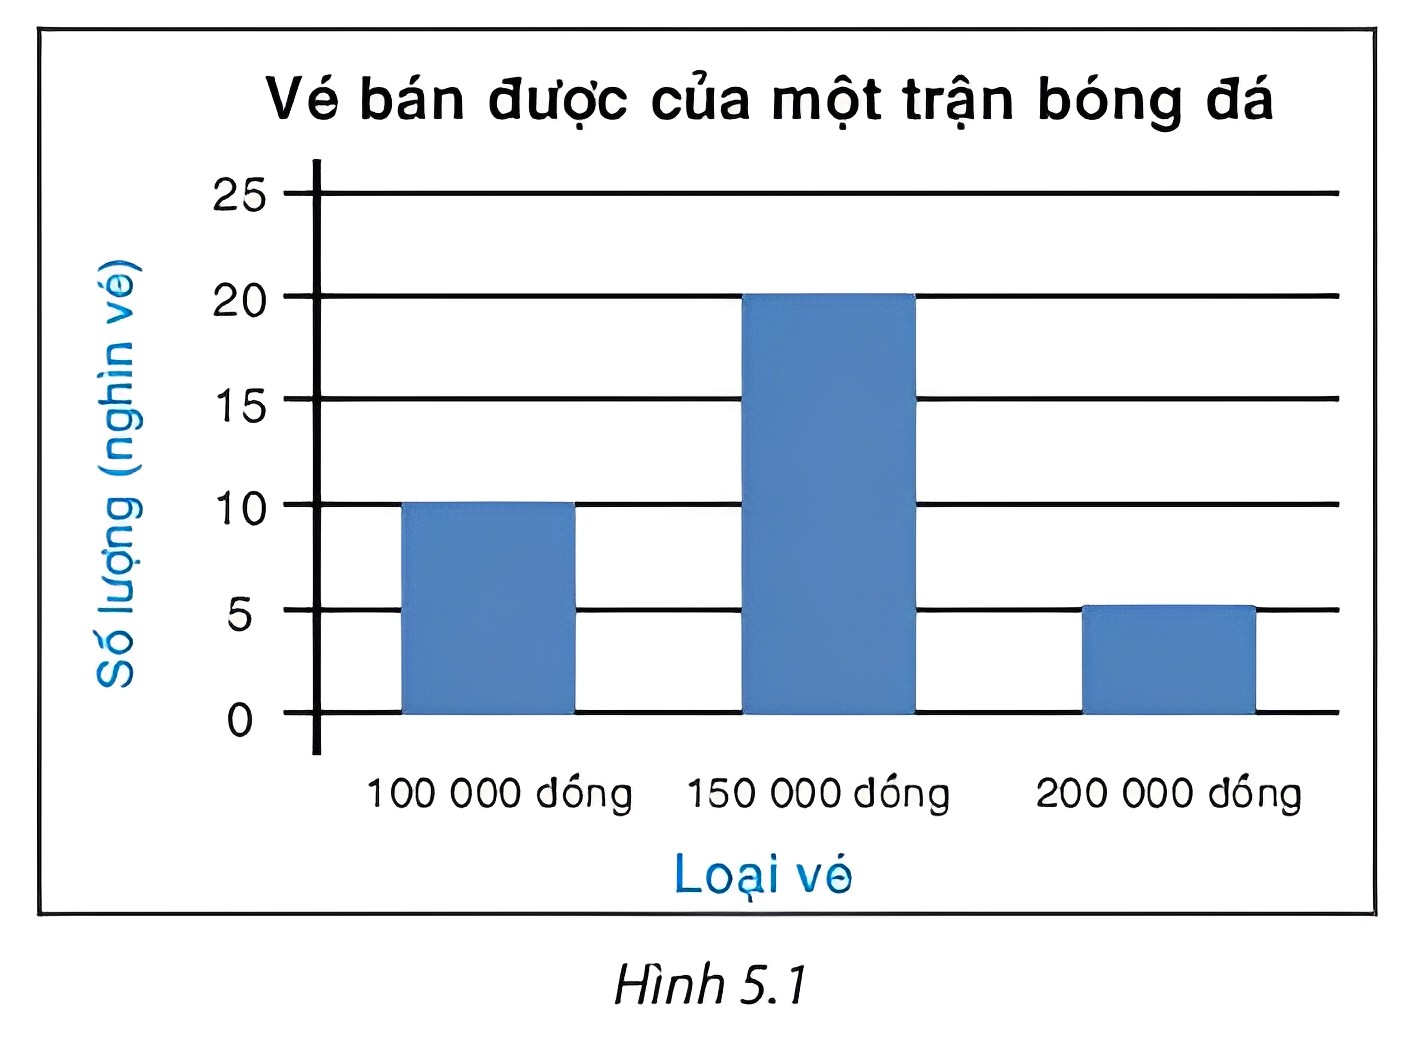 Vé bán được của một trận bóng đá
Số lượng (nghìn vé)
25
20
15
10
5
0
100 000 đồng 150 000 đồng 200 000 đồng
Loại vé
Hình 5.1